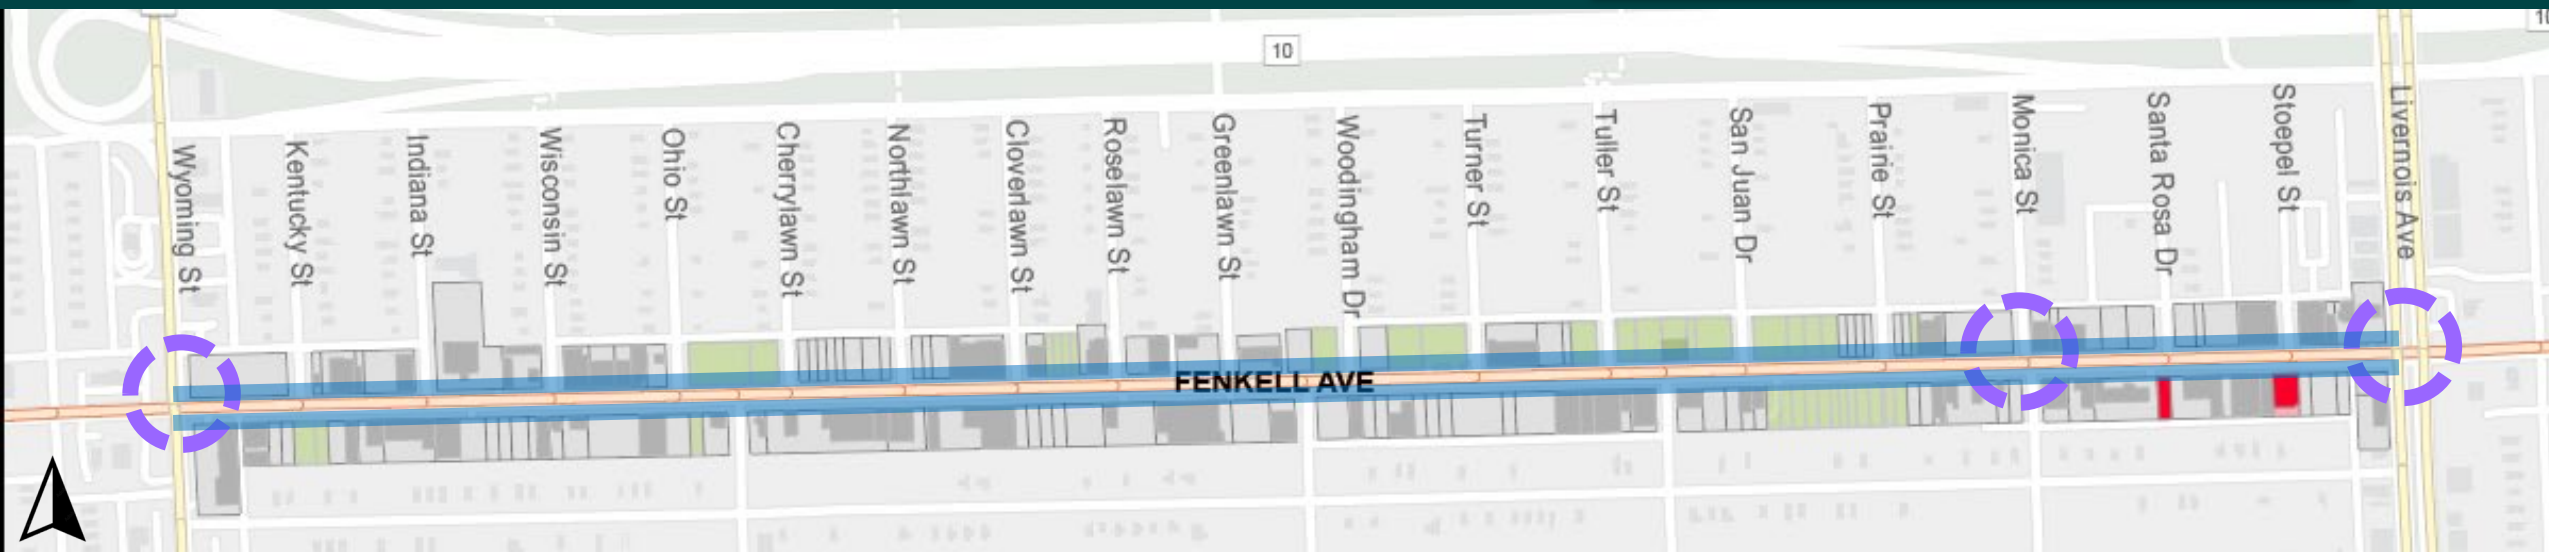 10
Wyoming St
Kentucky St
Indiana St
Wisconsin St
Ohio St
Cherrylawn St
Northlawn St
Cloverlawn St
Roselawn St
Greenlawn St
Woodingham Dr
Turner St
Tuller St
San Juan Dr
Prairie St
Monica St
Santa Rosa Dr
Stoepel St
Livernois Ave
FENKELL AVE